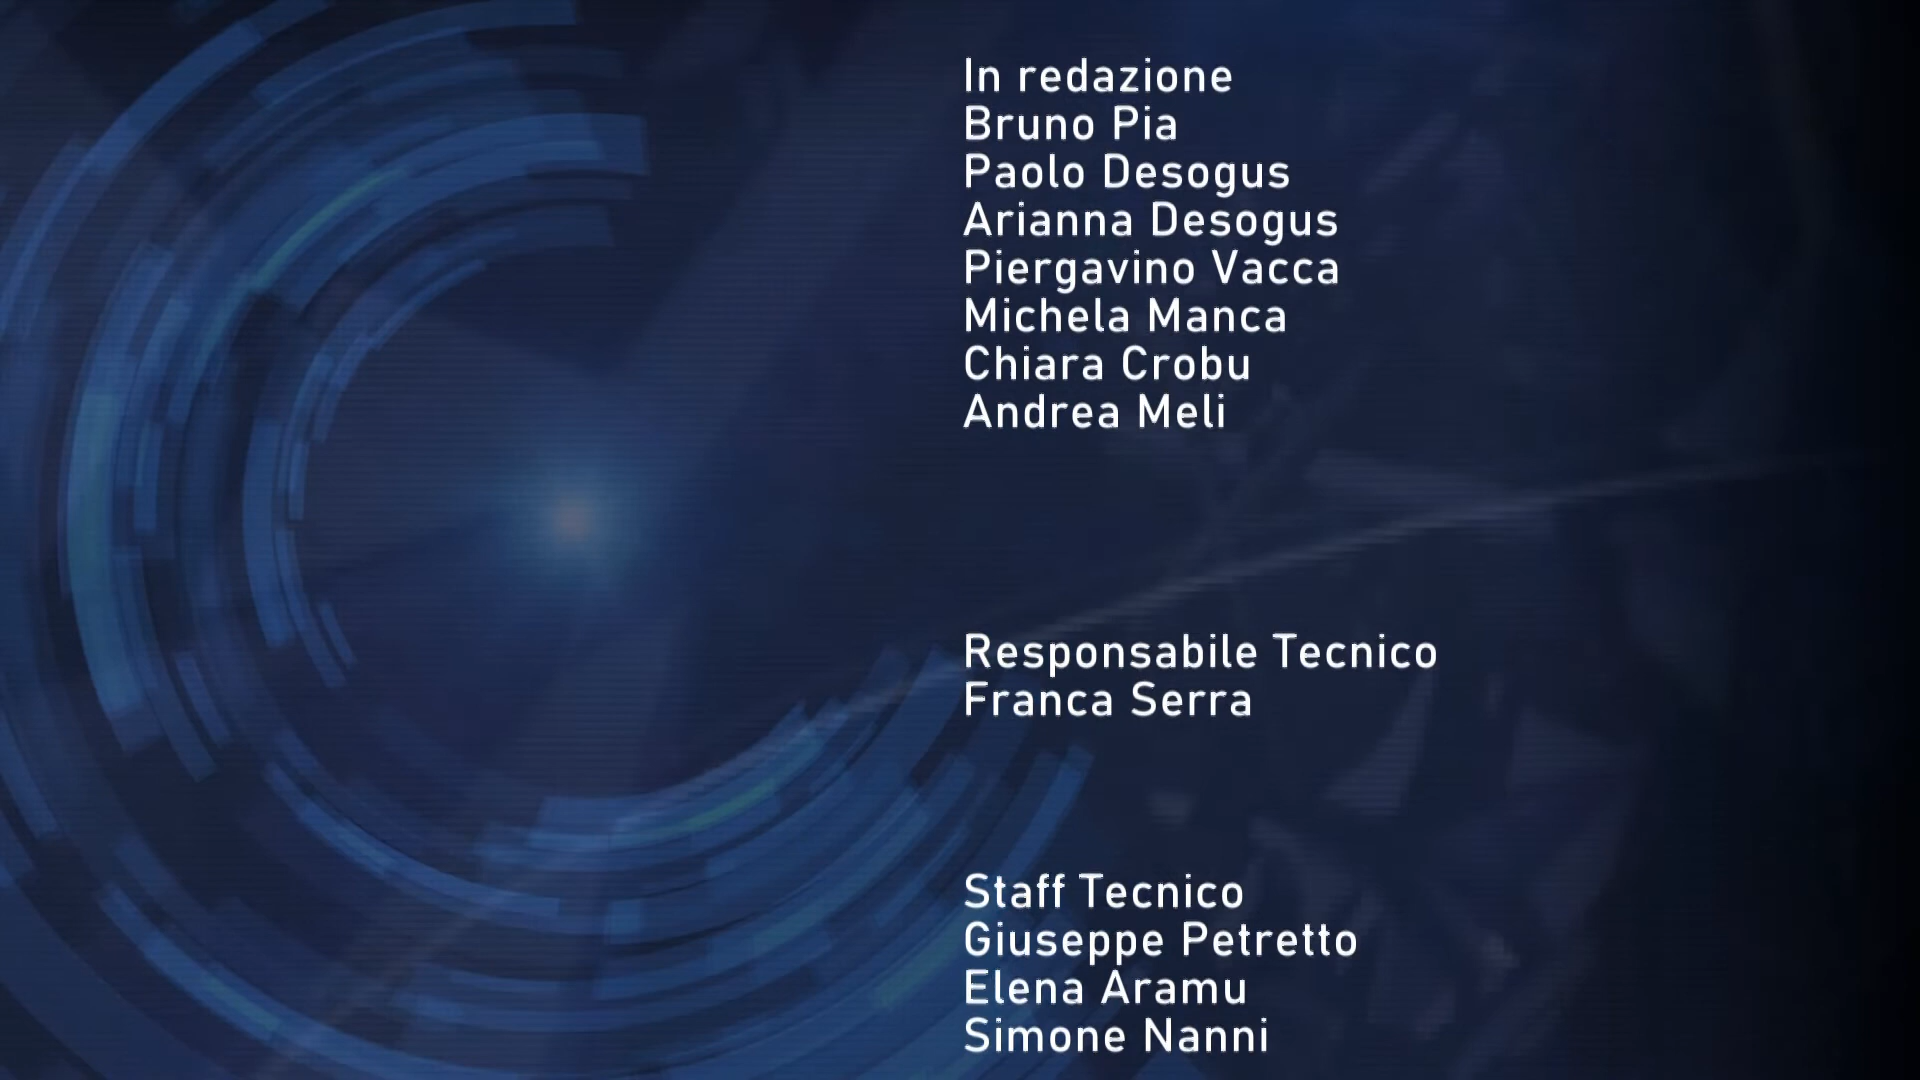 In redazione
Bruno Pia
Paolo Desogus
Arianna Desogus
Piergavino Vacca
Michela Manca
Chiara Crobu
Andrea Meli
Responsabile Tecnico
Franca Serra
Staff Tecnico
Giuseppe Petretto
Elena Aramu
Simone Nanni